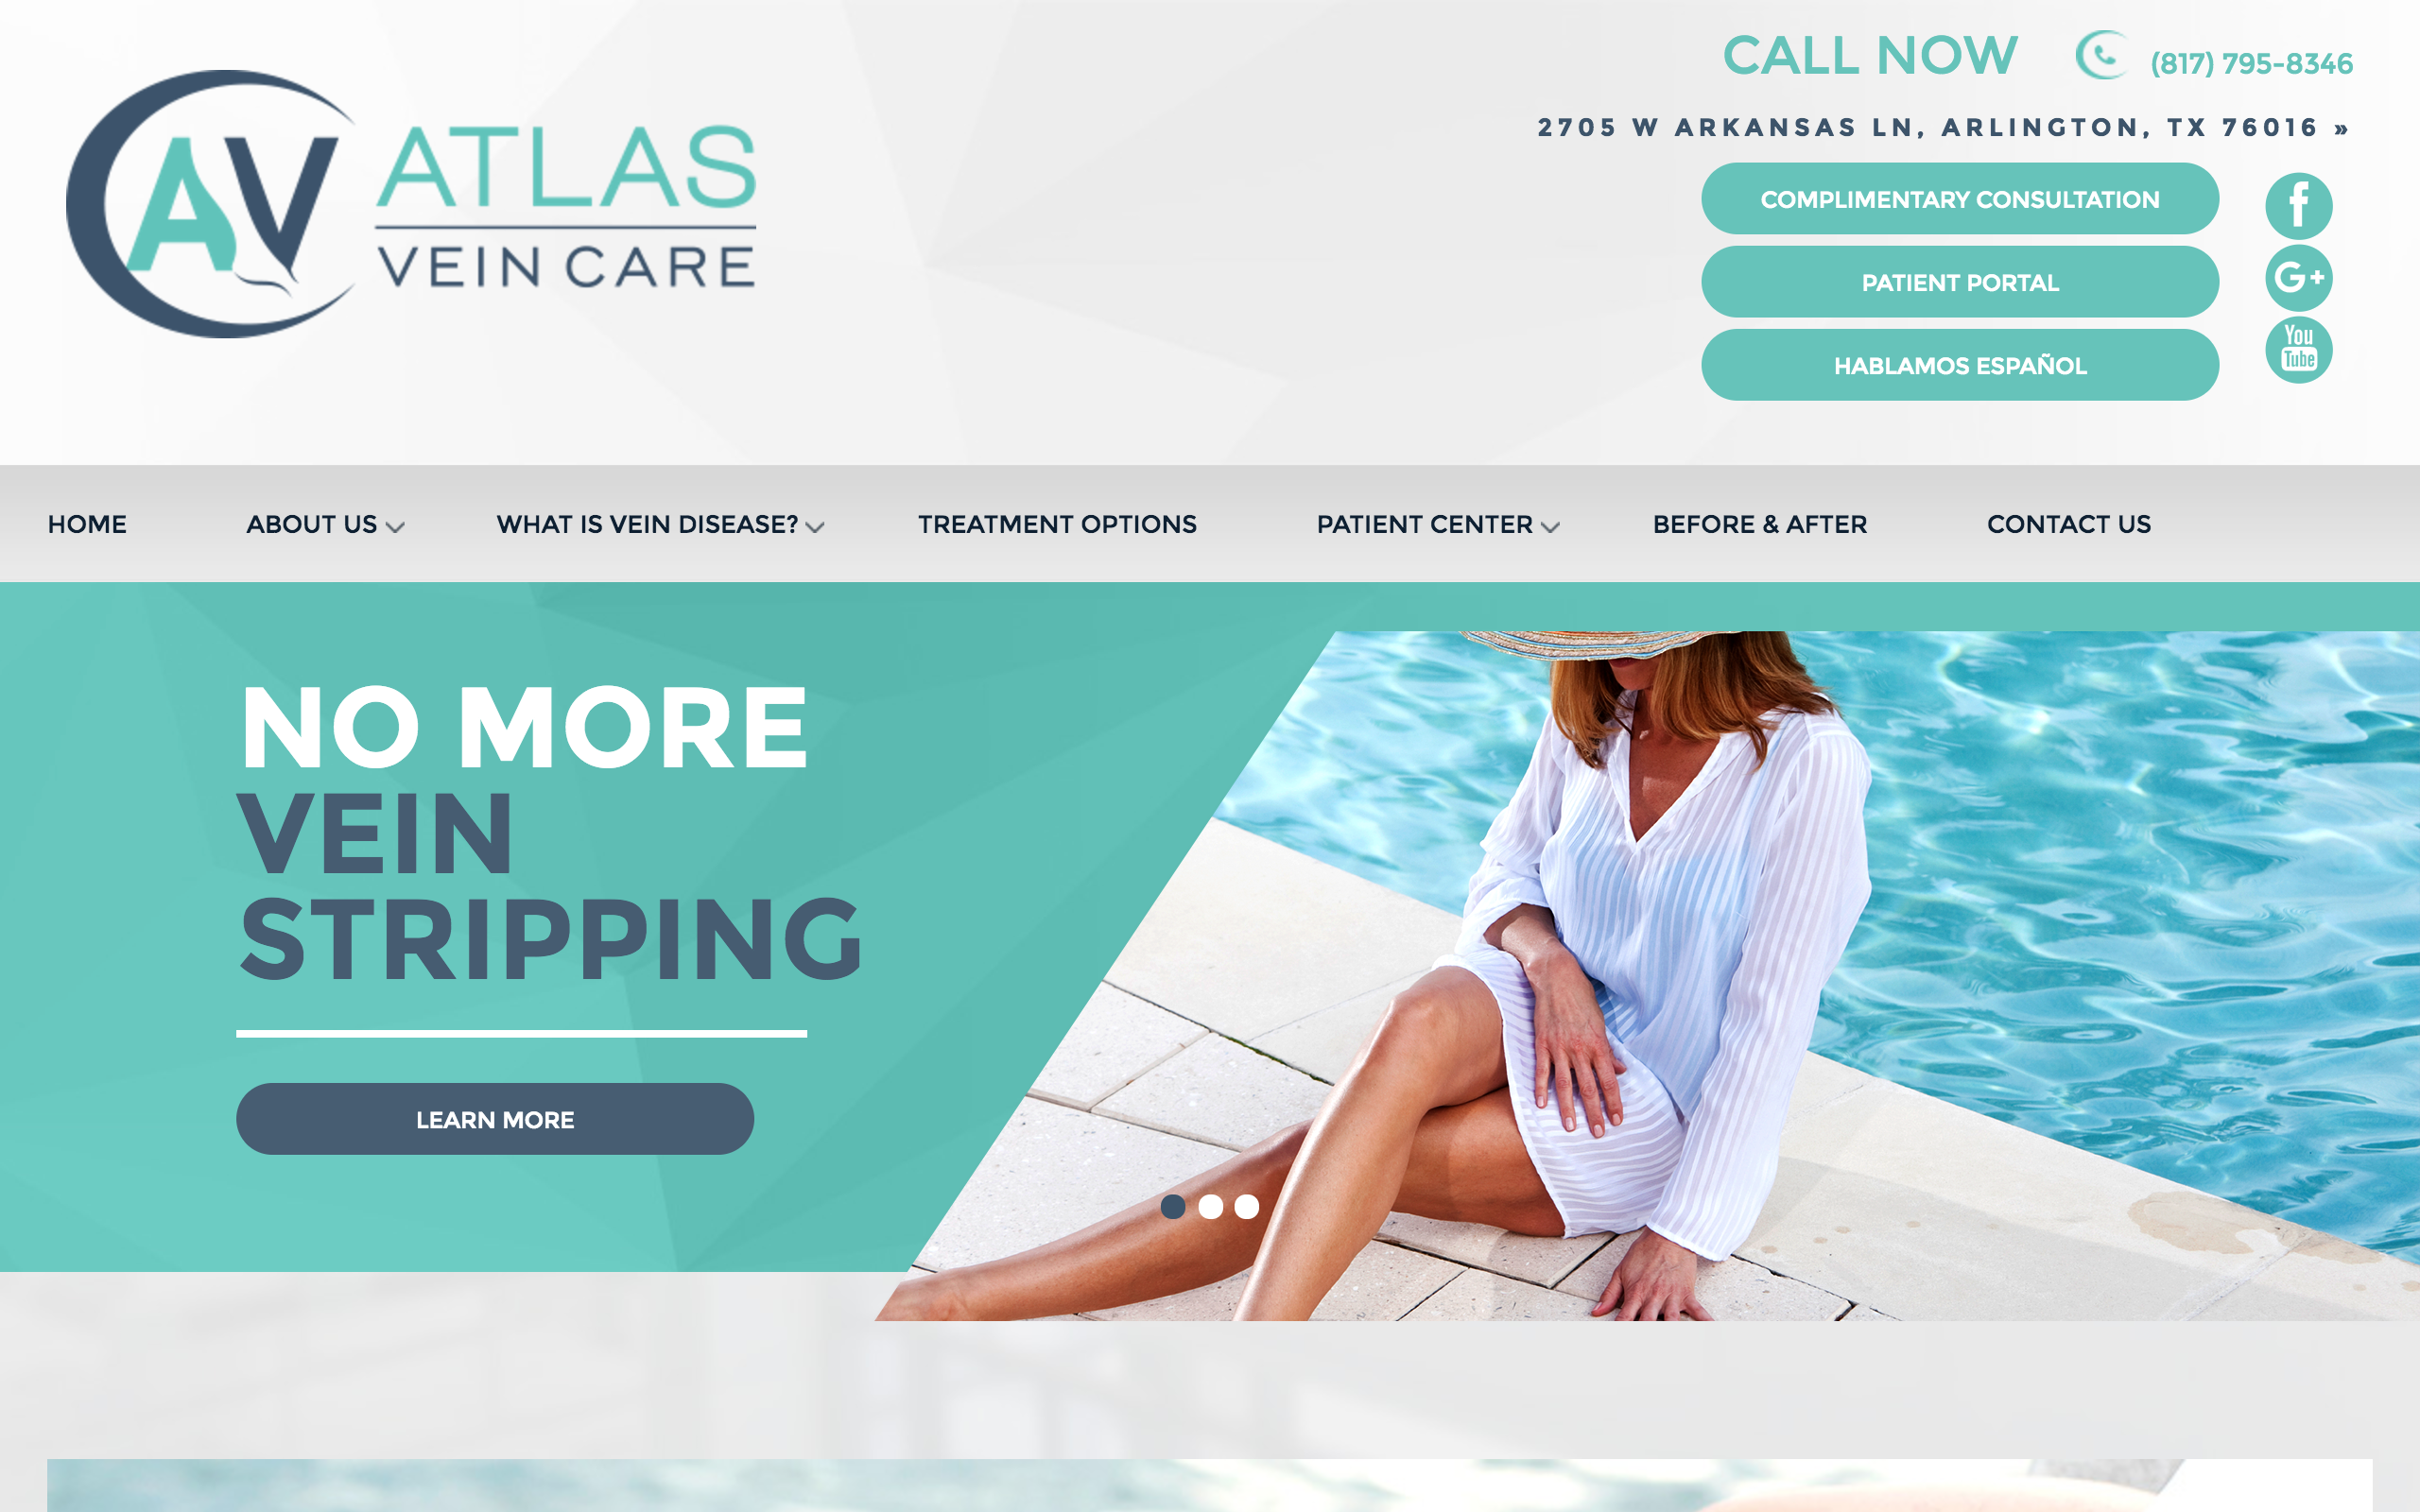 AV ATLAS
VEIN CARE
CALL NOW (817) 795-8346
2705 W ARKANSAS LN, ARLINGTON, TX 76016 »
COMPLIMENTARY CONSULTATION
PATIENT PORTAL
HABLAMOS ESPAÑOL
f
G+
You
Tube
HOME ABOUT US WHAT IS VEIN DISEASE? TREATMENT OPTIONS PATIENT CENTER BEFORE & AFTER CONTACT US
NO MORE
VEIN
STRIPPING
LEARN MORE